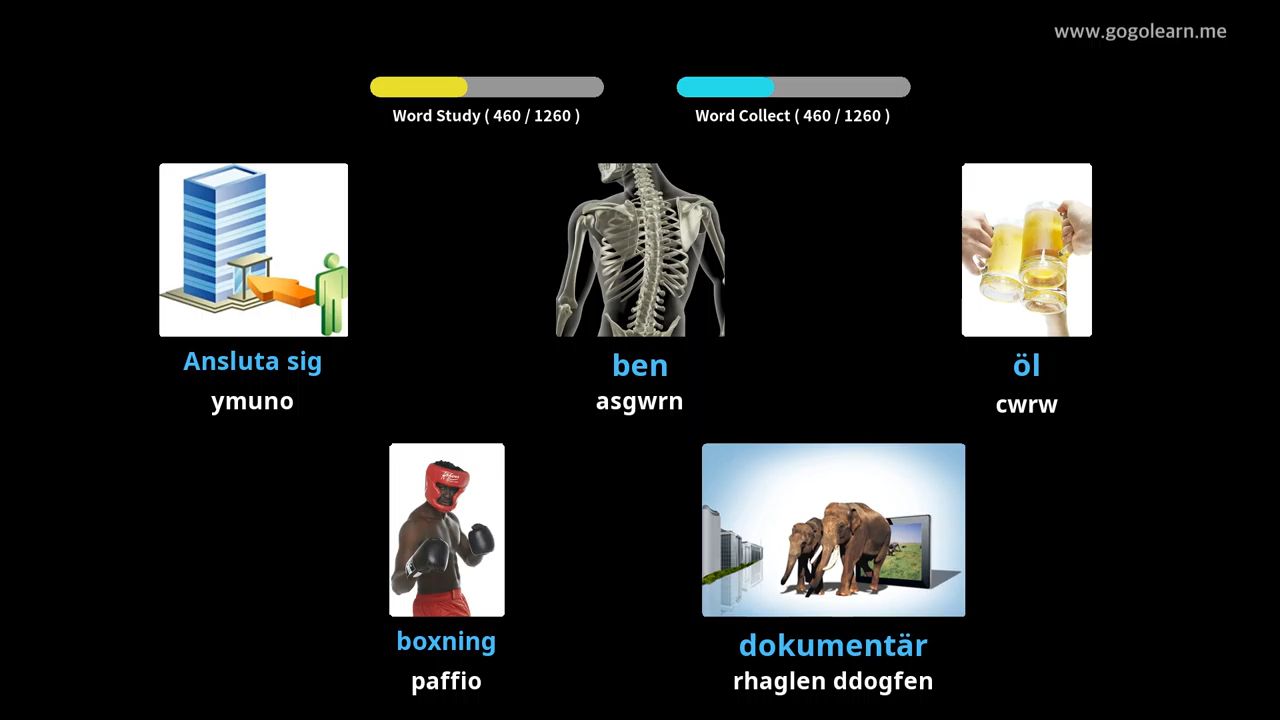 www.gogolearn.me
Word Study ( 460 / 1260 )
Word Collect ( 460 / 1260 )
Ansluta sig
ymuno
ben
asgwrn
öl
cwrw
boxning
paffio
dokumentär
rhaglen ddogfen